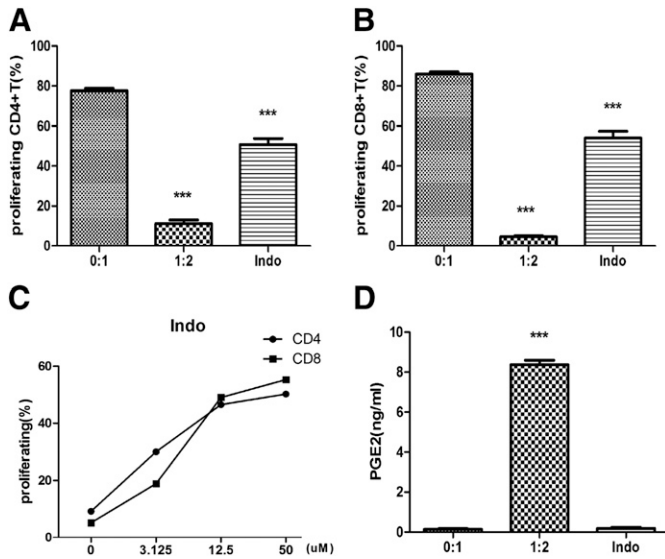 A
proliferating CD4+T(%)
100
80
60
40
20
0
***
***
0:1 1:2 Indo
B
proliferating CD8+T(%)
100
80
60
40
20
0
***
***
0:1 1:2 Indo
C
Indo
CD4
CD8
proliferating(%)
60
40
20
0
0 3.125 12.5 50 (uM)
D
PGE2(ng/ml)
10
8
6
4
2
0
***
0:1 1:2 Indo